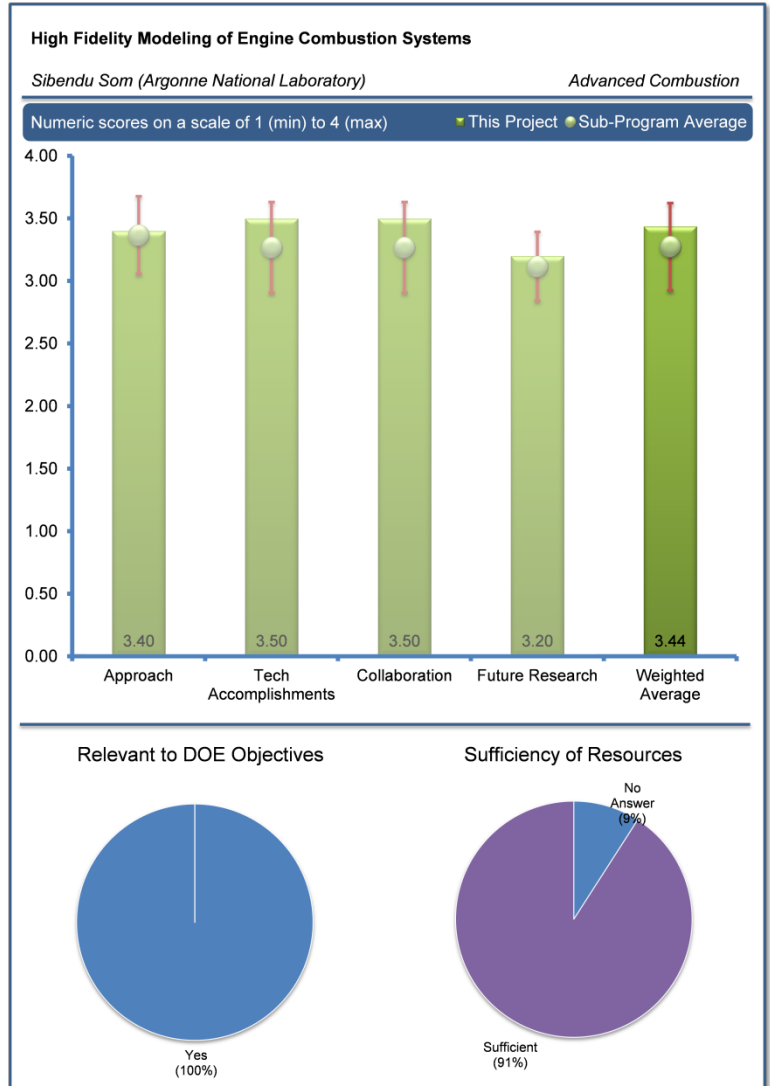 High Fidelity Modeling of Engine Combustion Systems
Sibendu Som (Argonne National Laboratory) Advanced Combustion
Numeric scores on a scale of 1 (min) to 4 (max) This Project Sub-Program Average
4.00
3.50
3.00
2.50
2.00
1.50
1.00
0.50
0.00
3.40 3.50 3.50 3.20 3.44
Approach Tech Collaboration Future Research Weighted
Accomplishments Average
Relevant to DOE Objectives Sufficiency of Resources
No
Answer
(9%)
Yes
(100%)
Sufficient
(91%)